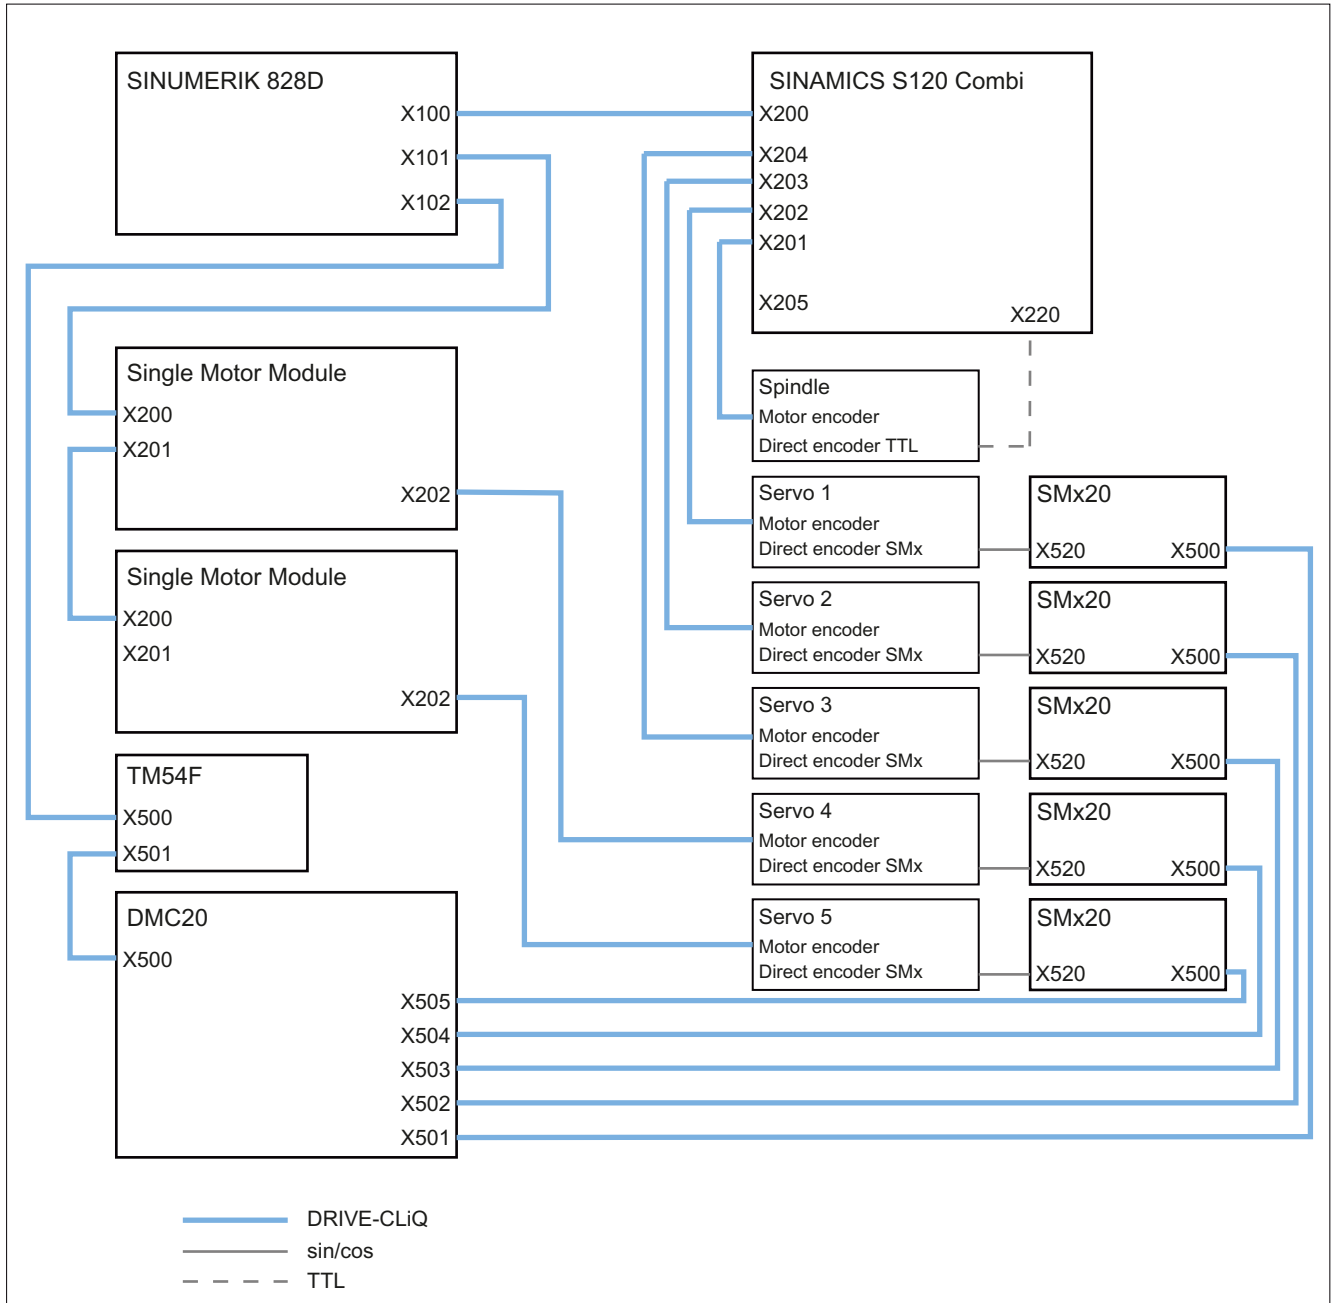 SINUMERIK 828D
X100
X101
X102
SINAMICS S120 Combi
X200
X204
X203
X202
X201
X205
X220
Single Motor Module
X200
X201
X202
Single Motor Module
X200
X201
X202
TM54F
X500
X501
DMC20
X500
X505
X504
X503
X502
X501
Spindle
Motor encoder
Direct encoder TTL
Servo 1
Motor encoder
Direct encoder SMx
SMx20
X520 X500
Servo 2
Motor encoder
Direct encoder SMx
SMx20
X520 X500
Servo 3
Motor encoder
Direct encoder SMx
SMx20
X520 X500
Servo 4
Motor encoder
Direct encoder SMx
SMx20
X520 X500
Servo 5
Motor encoder
Direct encoder SMx
SMx20
X520 X500
DRIVE-CLiQ
sin/cos
TTL